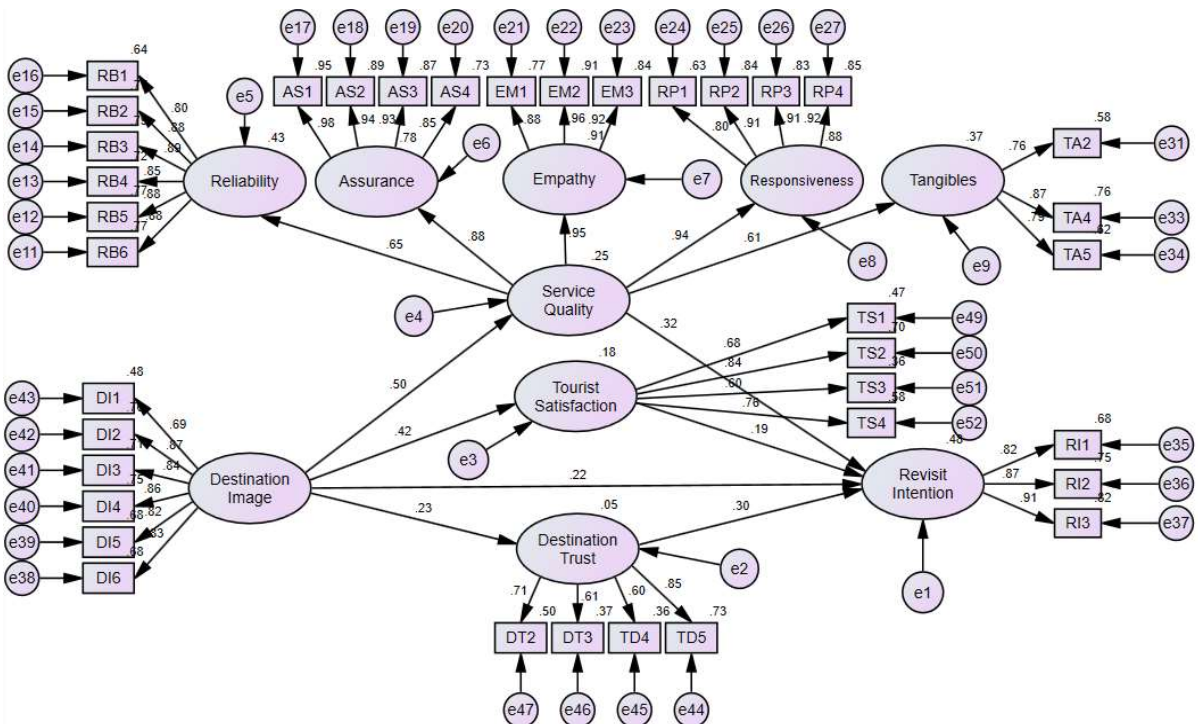 e17
e18
e19
e20
e21
e22
e23
e24
e25
e26
e27
.95
.89
.87
.73
.77
.91
.84
.63
.84
.83
.85
AS1
AS2
AS3
AS4
EM1
EM2
EM3
RP1
RP2
RP3
RP4
.98
.94
.93
.85
.88
.96
.92
.80
.91
.91
.92
.64
e16
RB1
.80
e15
RB2
.88
e14
RB3
.89
e13
RB4
.85
e12
RB5
.88
e11
RB6
.77
e5
.43
Reliability
.78
Assurance
e6
.91
Empathy
e7
.88
Responsiveness
e8
.37
Tangibles
e9
.58
.76
TA2
e31
.76
.87
TA4
e33
.62
TA5
e34
.65
.88
.95
.94
.61
.25
Service
Quality
e4
.32
.50
.18
Tourist
Satisfaction
e3
.42
.47
.68
TS1
e49
.70
.84
TS2
e50
.36
.60
TS3
e51
.58
.76
TS4
e52
.19
.48
e43
DI1
.69
e42
DI2
.87
e41
DI3
.84
e40
.75
DI4
.86
e39
DI5
.82
.68
e38
DI6
.83
.68
Destination
Image
.22
.23
.48
Revisit
Intention
e1
.68
.82
RI1
e35
.75
.87
RI2
e36
.82
.91
RI3
e37
.05
Destination
Trust
e2
.30
.71
.61
.60
.85
.50
.37
.36
.73
DT2
DT3
TD4
TD5
e47
e46
e45
e44